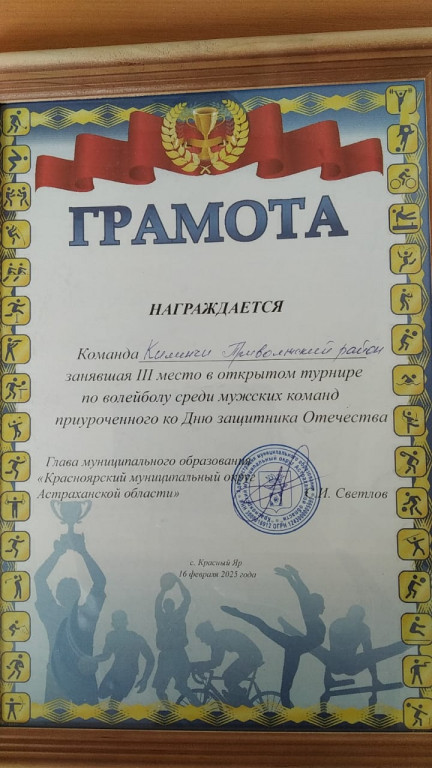 ГРАМОТА
НАГРАЖДАЕТСЯ
Команда Килинчи Приволжский район
занявшая III место в открытом турнире
по волейболу среди мужских команд
приуроченного ко Дню защитника Отечества
Глава муниципального образования
«Красноярский муниципальный округ
Астраханской области» И. Светлов
с. Красный Яр
16 февраля 2025 года